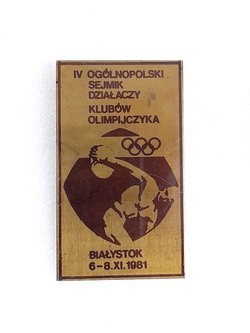 IV OGÓLNOPOLSKI
SEJMIK
DZIAŁACZY
KLUBÓW
OLIMPIJCZYKA
BIAŁYSTOK
6-8.XI.1981